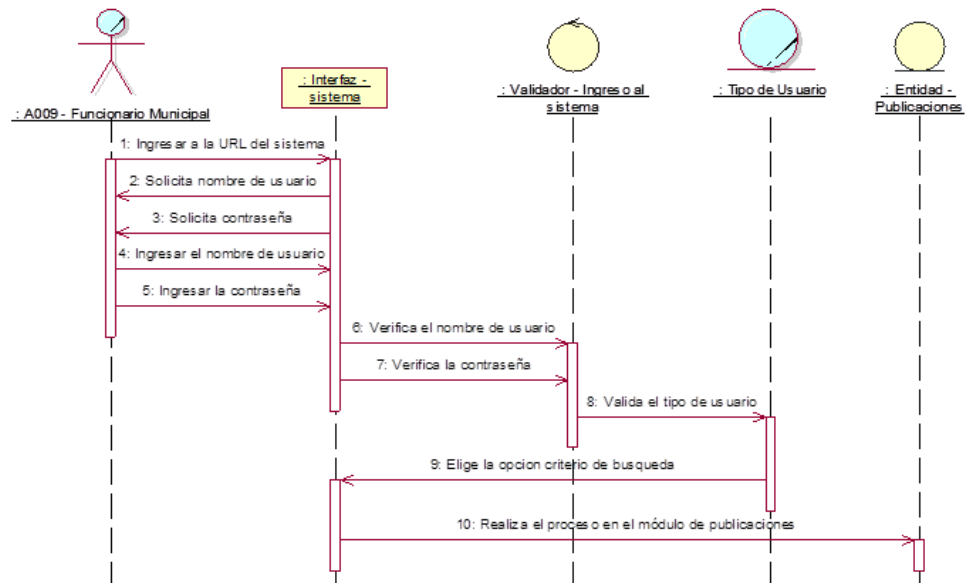 : A009 - Funcionario Municipal
: Interfaz -
sistema
: Validador - Ingreso al
sistema
: Tipo de Usuario
: Entidad -
Publicaciones
1: Ingresar a la URL del sistema
2: Solicita nombre de usuario
3: Solicita contraseña
4: Ingresar el nombre de usuario
5: Ingresar la contraseña
6: Verifica el nombre de usuario
7: Verifica la contraseña
8: Valida el tipo de usuario
9: Elige la opcion criterio de busqueda
10: Realiza el proceso en el módulo de publicaciones